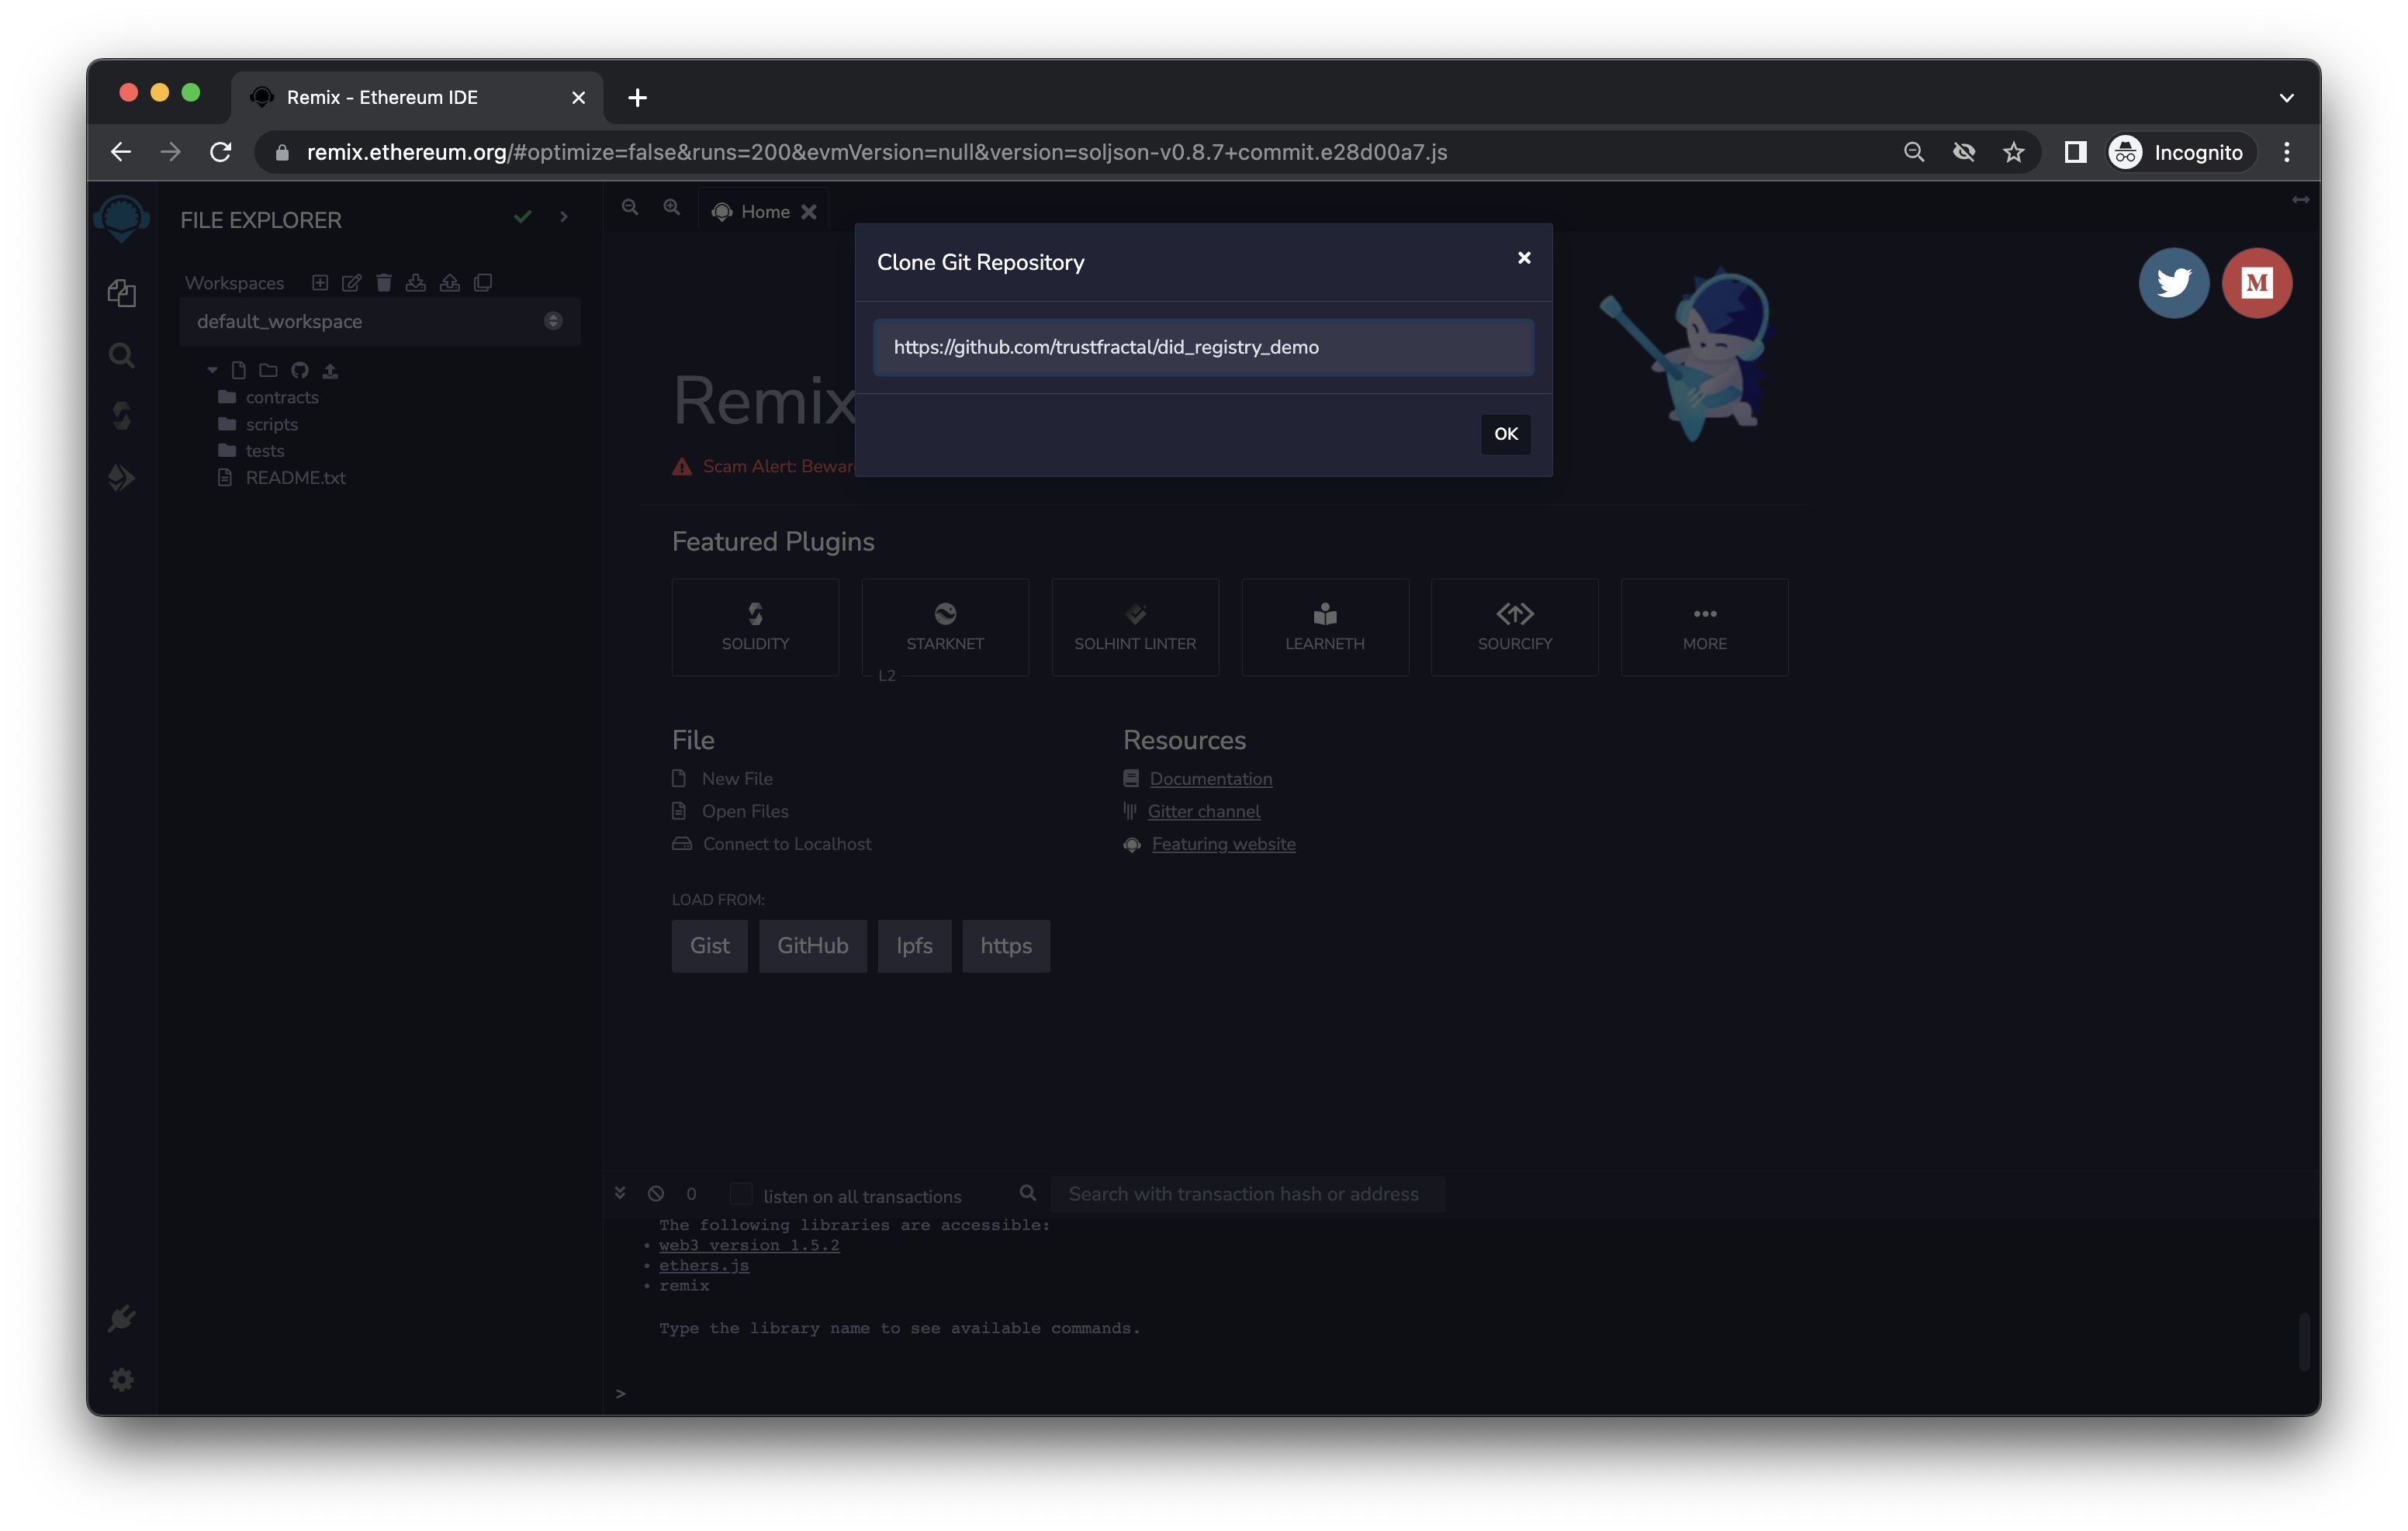 Remix - Ethereum IDE
remix.ethereum.org/#optimize=false&runs=200&evmVersion=null&version=soljson-v0.8.7+commit.e28d00a7.js
Incognito
FILE EXPLORER
Workspaces
default_workspace
contracts
scripts
tests
README.txt
Home
Clone Git Repository
https://github.com/trustfractal/did_registry_demo
OK
Remix
Scam Alert: Beware
M
Featured Plugins
SOLIDITY
STARKNET
L2
SOLHINT LINTER
LEARNETH
SOURCIFY
MORE
File
New File
Open Files
Connect to Localhost
Resources
Documentation
Gitter channel
Featuring website
LOAD FROM:
Gist
GitHub
Ipfs
https
0
listen on all transactions
Search with transaction hash or address
The following libraries are accessible:
• web3 version 1.5.2
• ethers.js
• remix
Type the library name to see available commands.
>